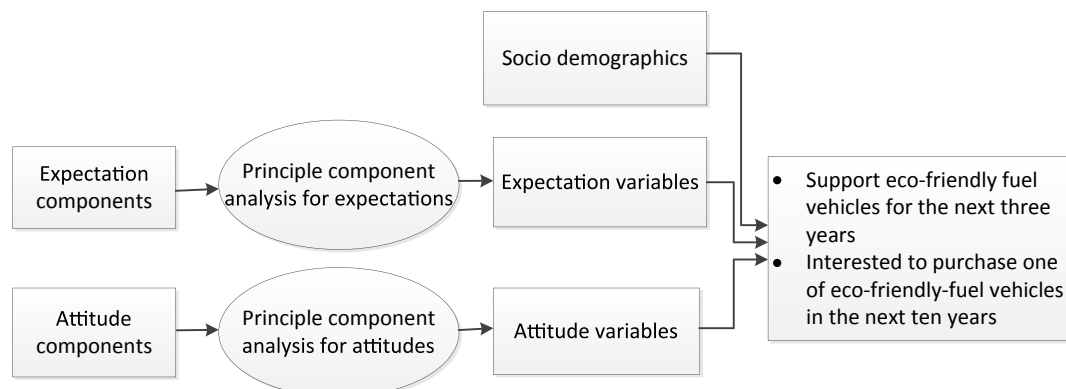 Socio demographics
Expectation
components
Principle component
analysis for expectations
Expectation variables
Attitude
components
Principle component
analysis for attitudes
Attitude variables
• Support eco-friendly fuel
vehicles for the next three
years
• Interested to purchase one
of eco-friendly-fuel vehicles
in the next ten years